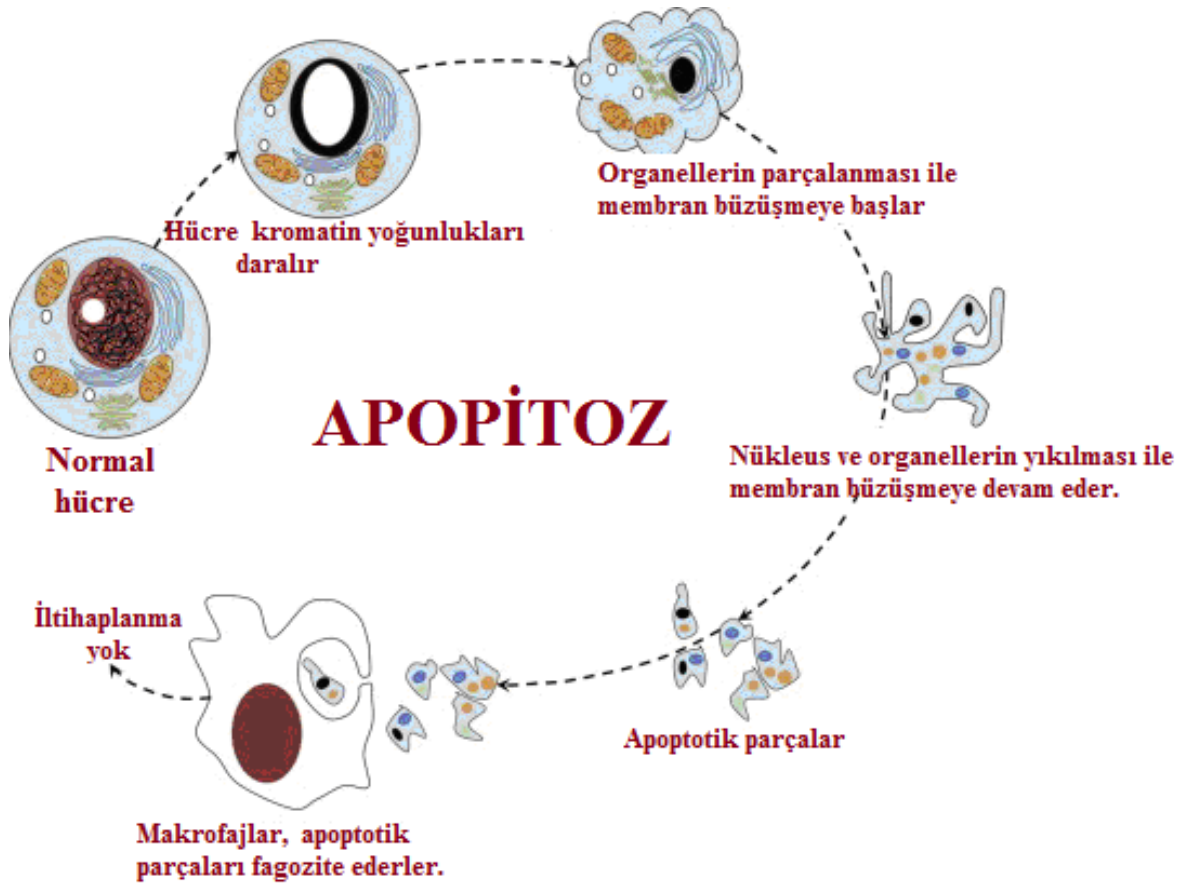 Organellerin parçalanması ile
membran büzüşmeye başlar
Hücre kromatin yoğunlukları
daralır
APOPİTOZ
Normal
hücre
Nükleus ve organellerin yıkılması ile
membran büzüşmeye devam eder.
İltihaplanma
yok
Apoptotik parçalar
Makrofajlar, apoptotik
parçaları fagozite ederler.